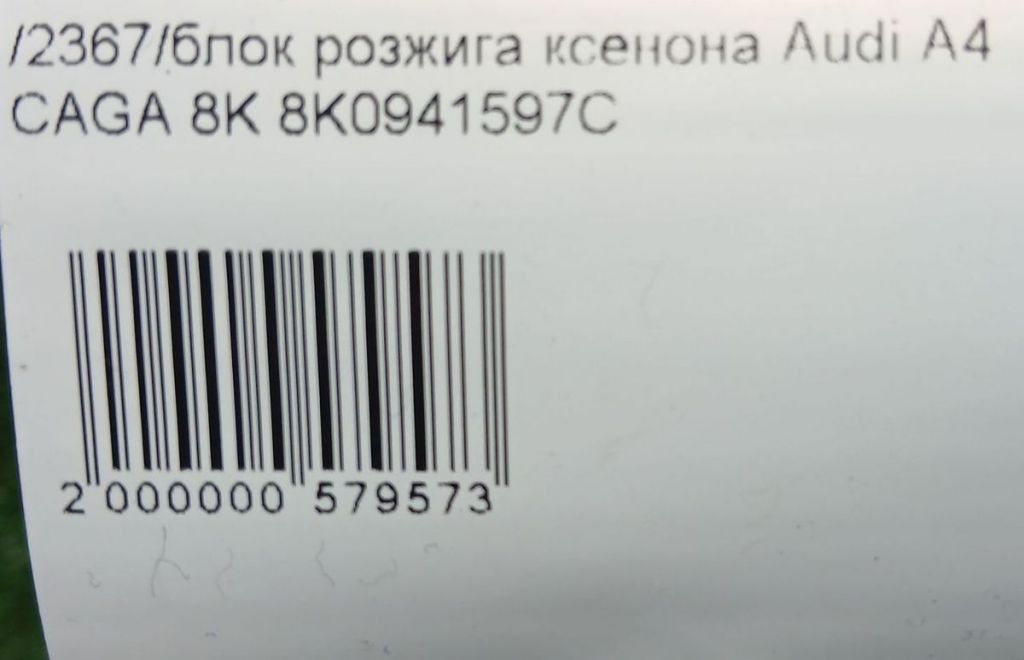 /2367/блок розжига ксенона Audi A4
CAGA 8K 8K0941597C
2 000000 579573